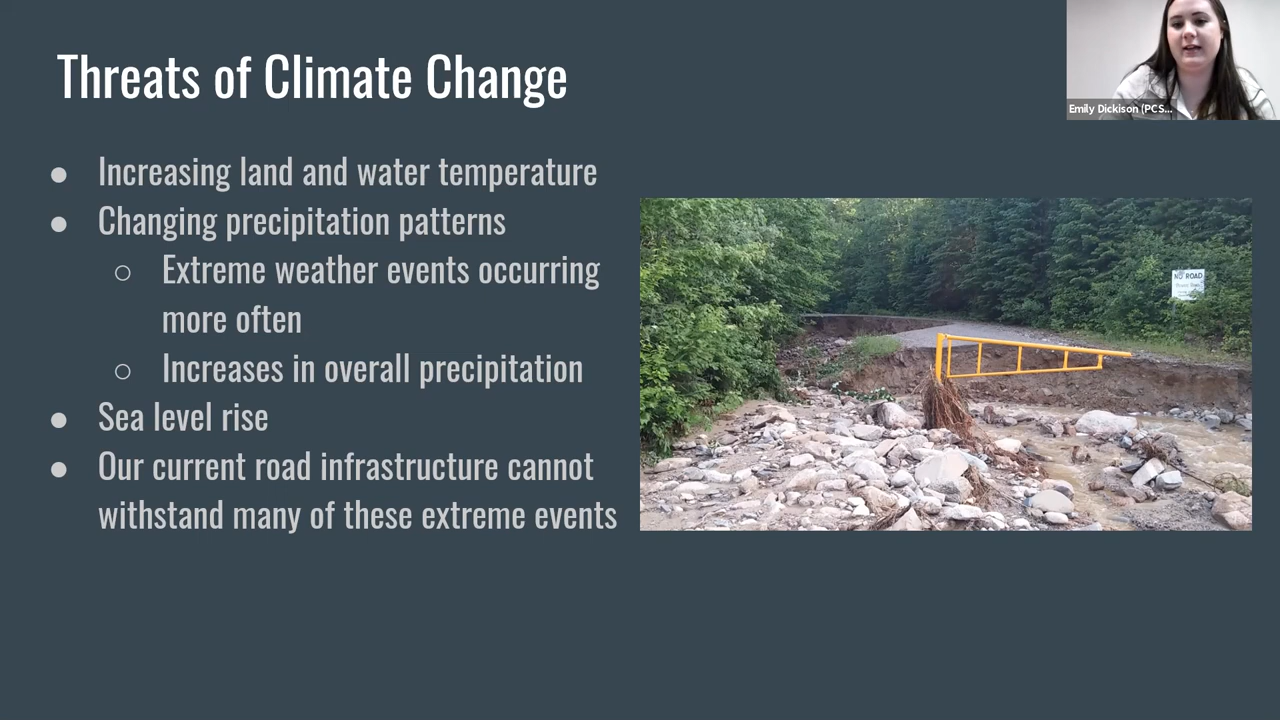 Threats of Climate Change
Emily Dickison (PCS...
● Increasing land and water temperature
● Changing precipitation patterns
○ Extreme weather events occurring
more often
○ Increases in overall precipitation
● Sea level rise
● Our current road infrastructure cannot
withstand many of these extreme events
NO ROAD